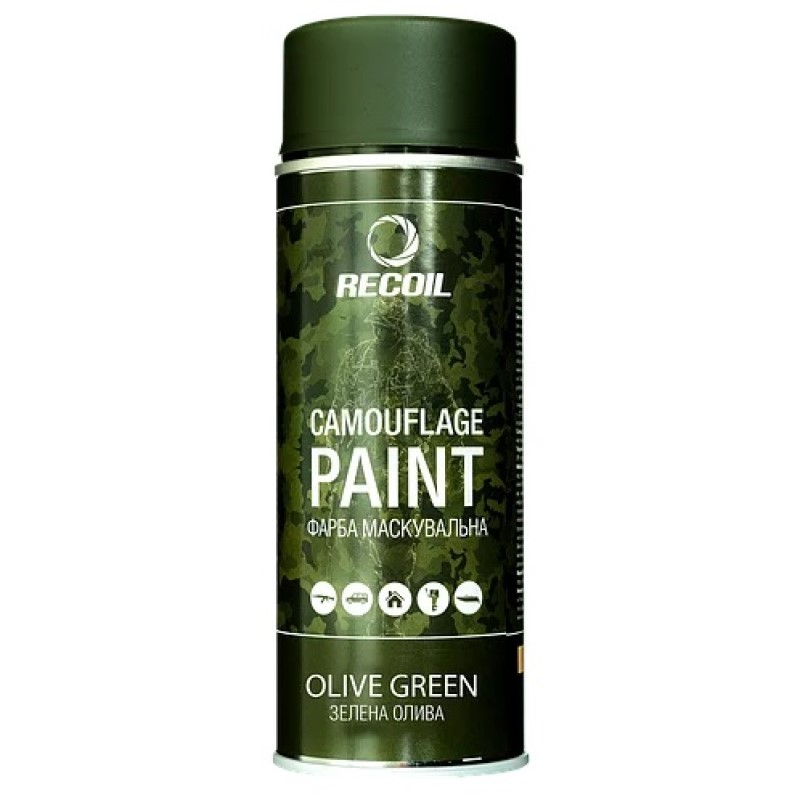 RECOIL
CAMOUFLAGE
PAINT
ФАРБА МАСКУВАЛЬНА
OLIVE GREEN
ЗЕЛЕНА ОЛИВА